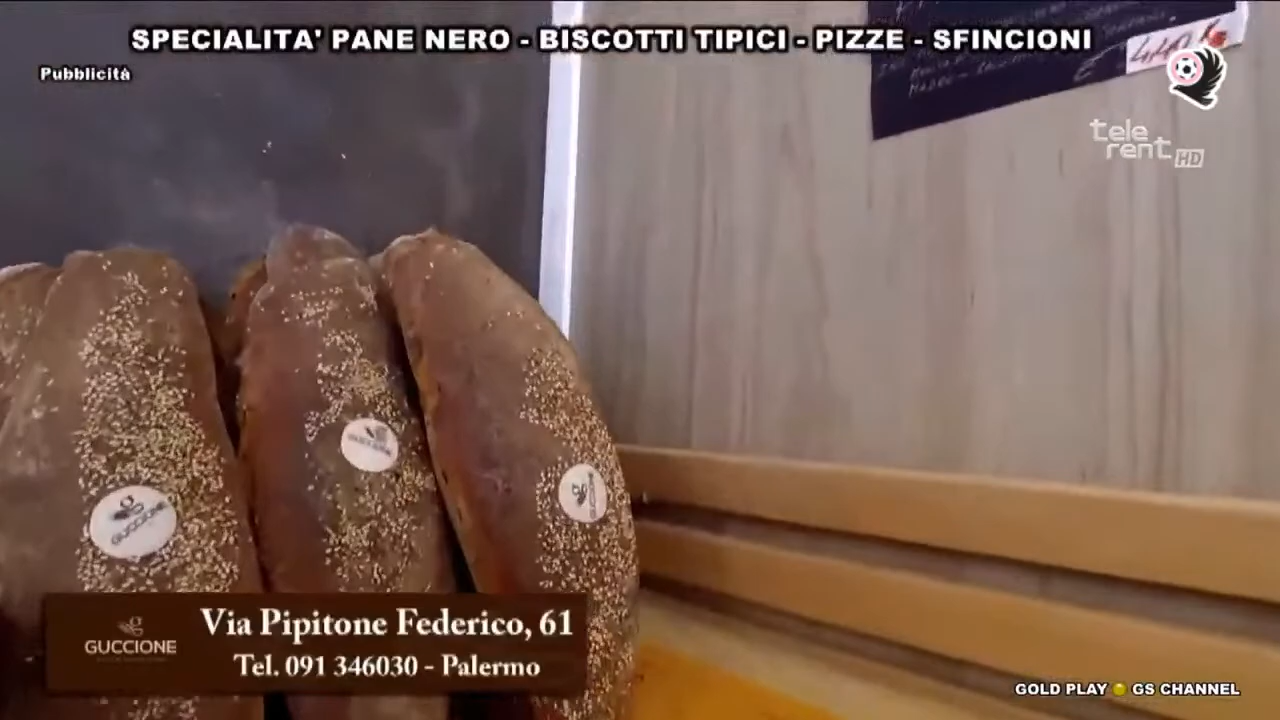 SPECIALITA' PANE NERO - BISCOTTI TIPICI - PIZZE - SFINCIONI
Pubblicità
tele
rent HD
GUCCIONE
GUCCIONE
Via Pipitone Federico, 61
Tel. 091 346030 - Palermo
GOLD PLAY GS CHANNEL